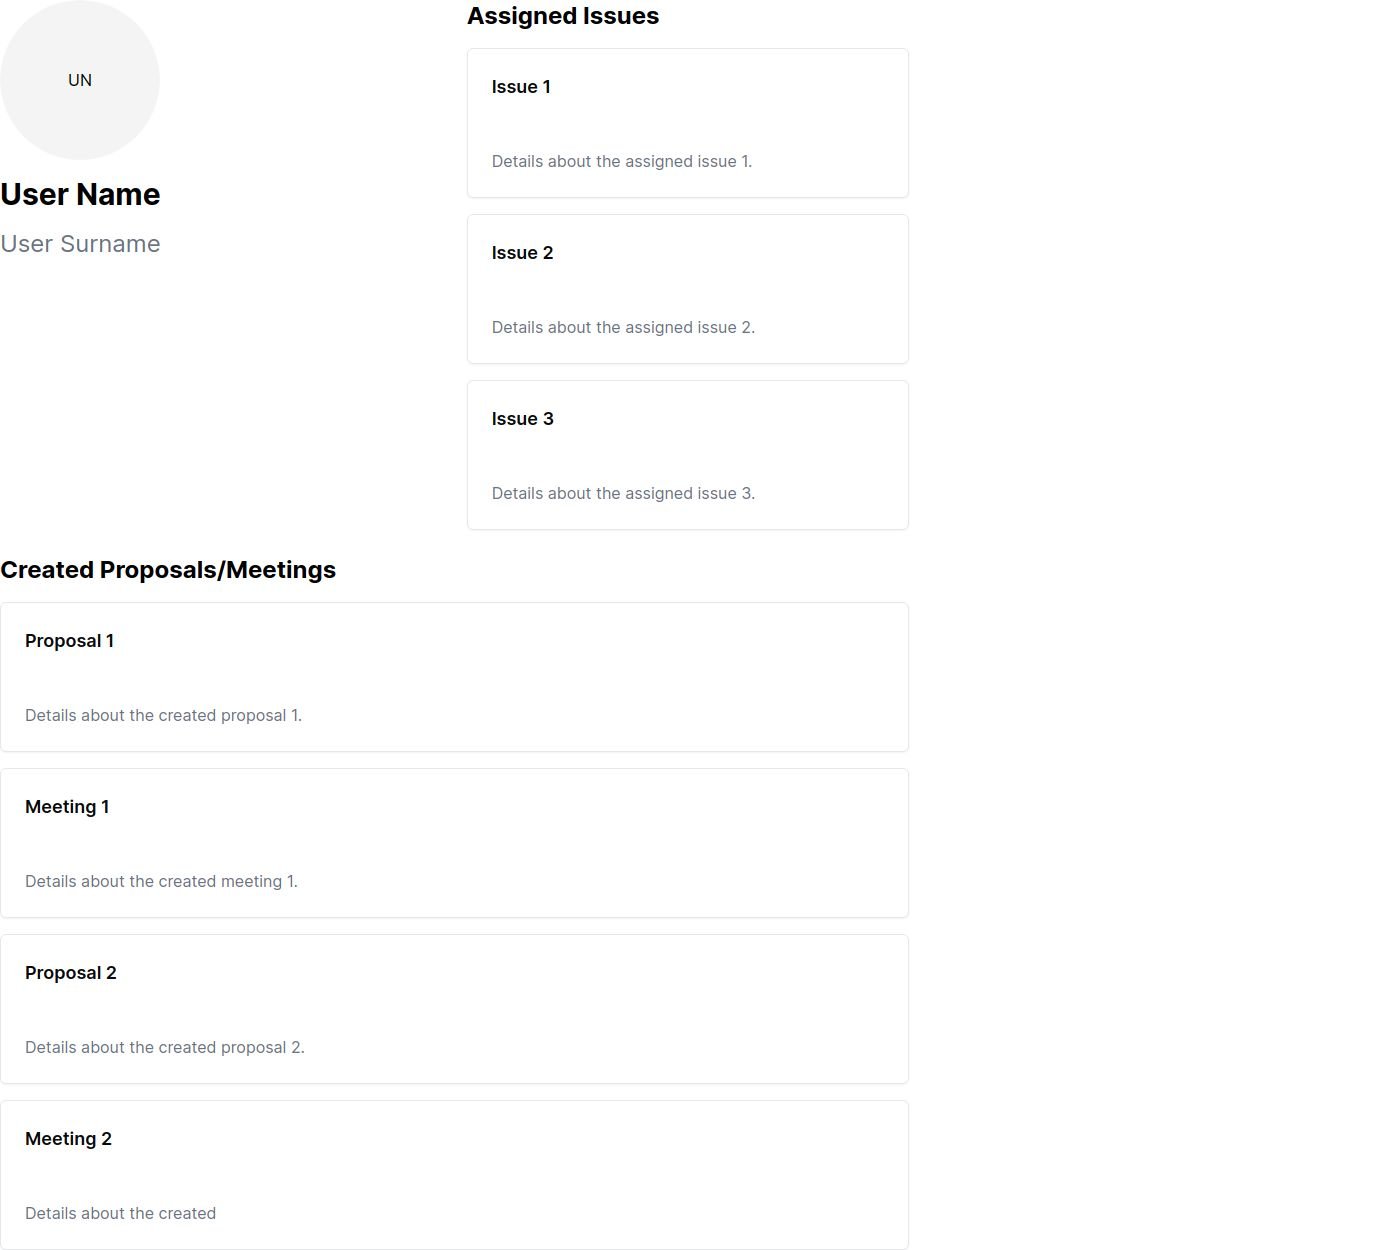 UN
User Name
User Surname
Assigned Issues
Issue 1
Details about the assigned issue 1.
Issue 2
Details about the assigned issue 2.
Issue 3
Details about the assigned issue 3.
Created Proposals/Meetings
Proposal 1
Details about the created proposal 1.
Meeting 1
Details about the created meeting 1.
Proposal 2
Details about the created proposal 2.
Meeting 2
Details about the created